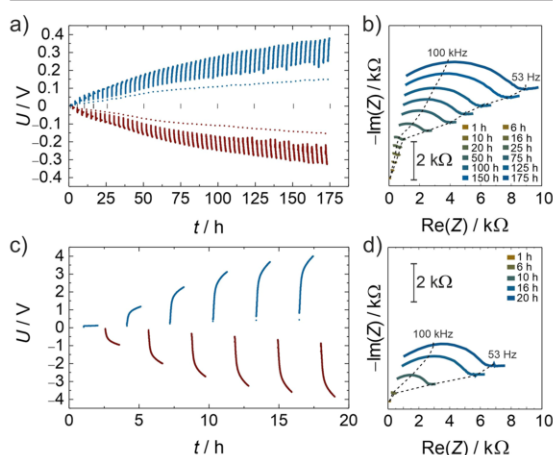 a)
U / V
0.4
0.3
0.2
0.1
0
−0.1
−0.2
−0.3
−0.4
0 25 50 75 100 125 150 175
t / h
b)
−Im(Z) / kΩ
100 kHz
53 Hz
2 kΩ
1 h 6 h
10 h 16 h
20 h 25 h
50 h 75 h
100 h 125 h
150 h 175 h
0 2 4 6 8 10
Re(Z) / kΩ
c)
U / V
4
3
2
1
0
−1
−2
−3
−4
0 5 10 15 20
t / h
d)
−Im(Z) / kΩ
2 kΩ
1 h
6 h
10 h
16 h
20 h
100 kHz
53 Hz
0 2 4 6 8 10
Re(Z) / kΩ